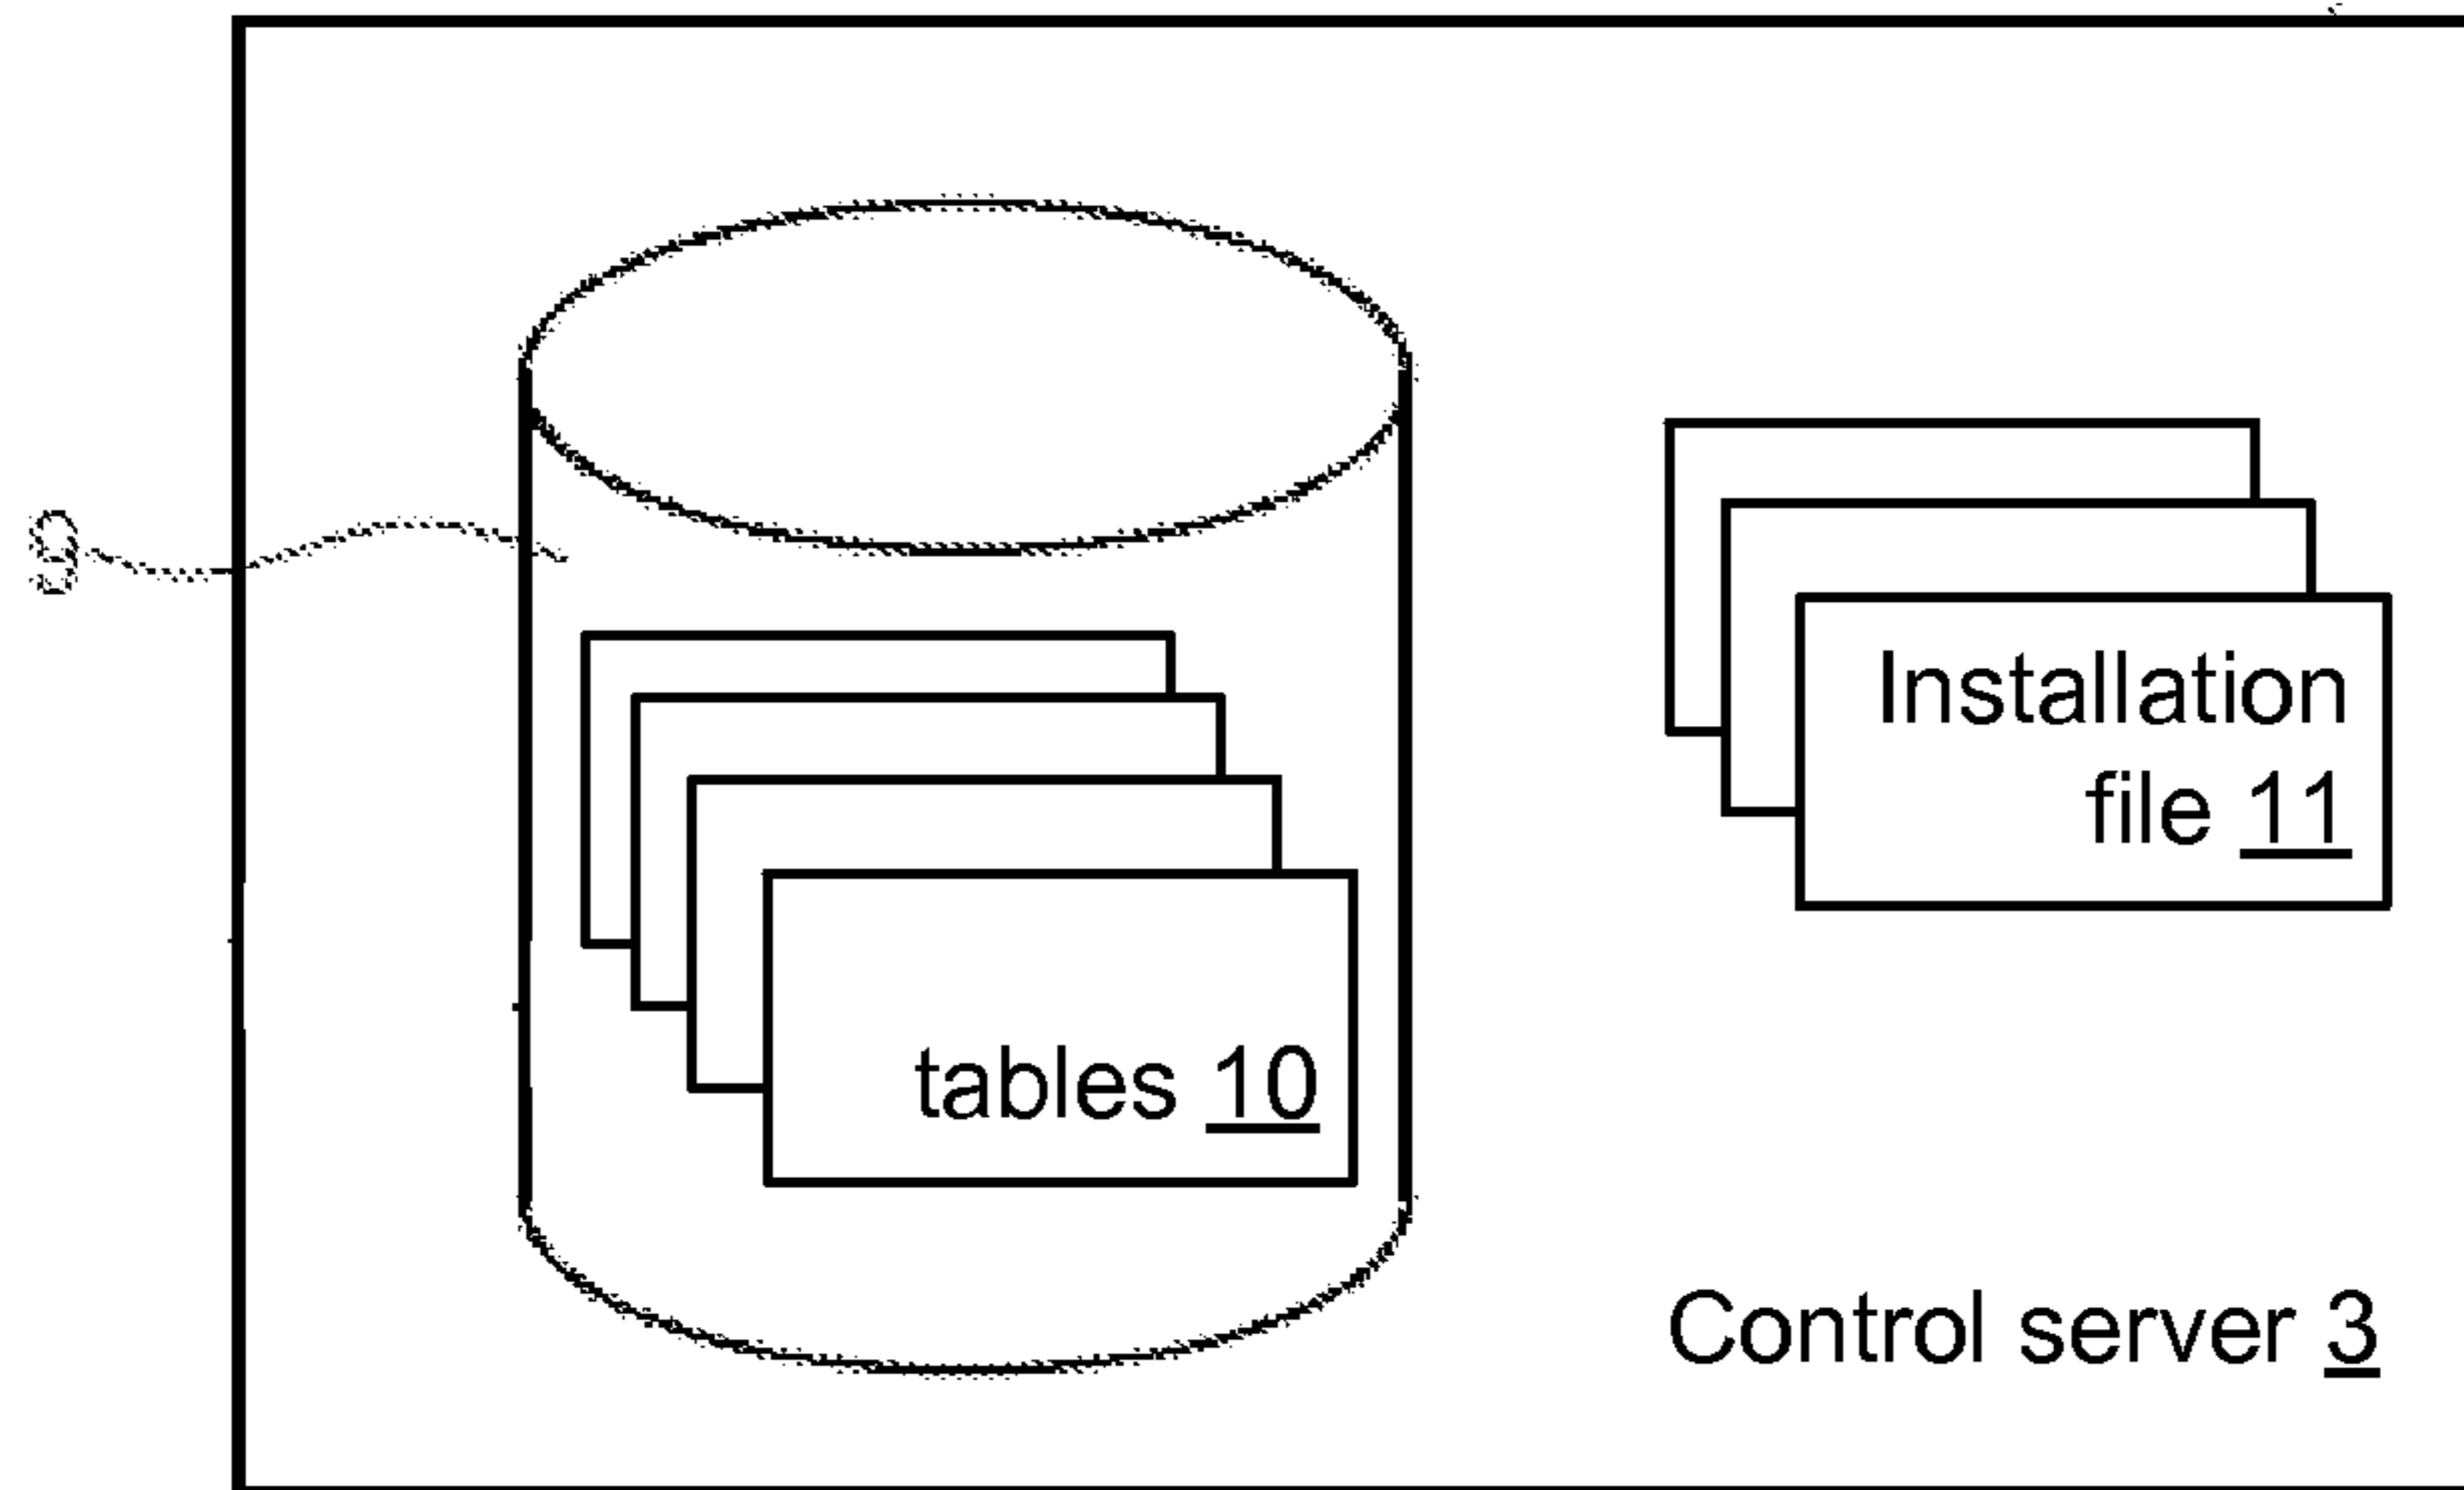 Installation
file 11
tables 10
Control server 3